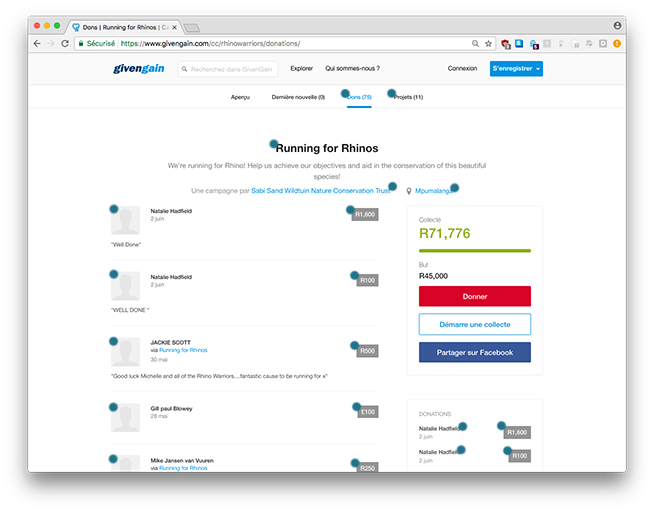 Dons | Running for Rhinos | Ca
Sécurisé https://www.givengain.com/cc/rhinowarriors/donations/
givengain
Recherchez dans GivenGain
Explorer
Qui sommes-nous ?
Connexion
S'enregistrer
Aperçu
Dernière nouvelle (0)
Dons (75)
Projets (11)
Running for Rhinos
We're running for Rhino! Help us achieve our objectives and aid in the conservation of this beautiful
species!
Une campagne par Sabi Sand Wildtuin Nature Conservation Trust
Mpumalanga
Natalie Hadfield
2 juin
R1,600
"Well Done"
Natalie Hadfield
2 juin
R100
"WELL DONE "
JACKIE SCOTT
via Running for Rhinos
30 mai
R500
"Good luck Michelle and all of the Rhino Warriors....fantastic cause to be running for x"
Gill paul Blowey
28 mai
£100
Mike Jansen van Vuuren
via Running for Rhinos
R250
Collecté
R71,776
But
R45,000
Donner
Démarre une collecte
Partager sur Facebook
DONATIONS
Natalie Hadfield
2 juin
R1,600
Natalie Hadfield
2 juin
R100